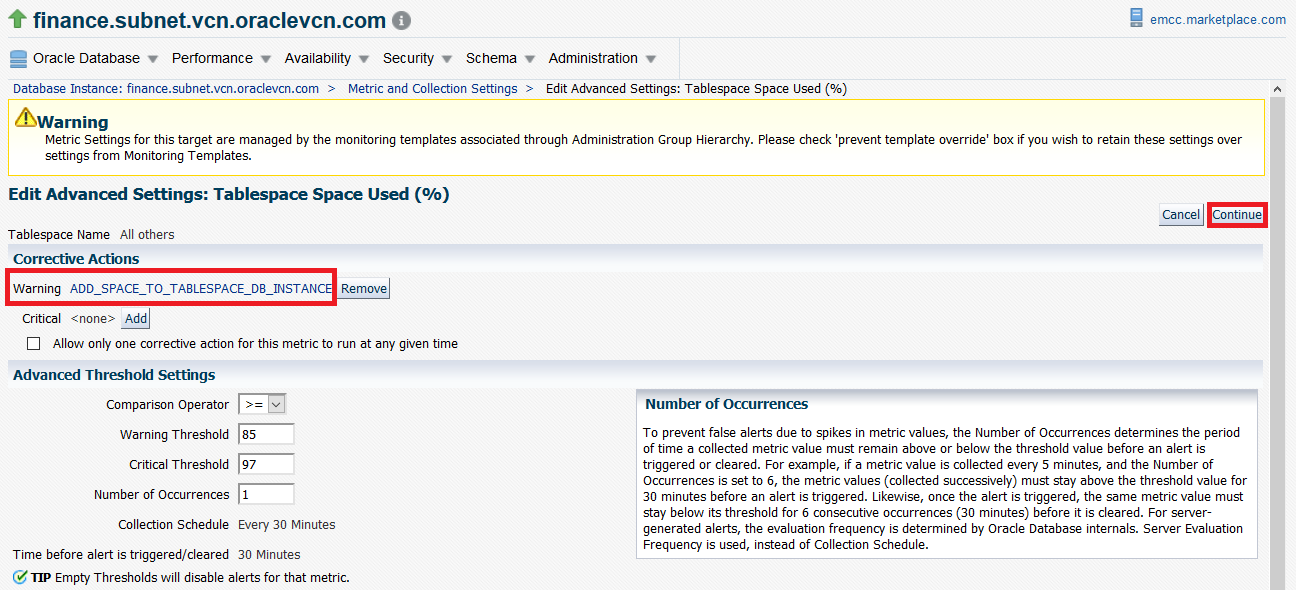 finance.subnet.vcn.oraclevcn.com
emcc.marketplace.com
Oracle Database Performance Availability Security Schema Administration
Database Instance: finance.subnet.vcn.oraclevcn.com > Metric and Collection Settings > Edit Advanced Settings: Tablespace Space Used (%)
Warning
Metric Settings for this target are managed by the monitoring templates associated through Administration Group Hierarchy. Please check 'prevent template override' box if you wish to retain these settings over
settings from Monitoring Templates.
Edit Advanced Settings: Tablespace Space Used (%)
Cancel Continue
Tablespace Name All others
Corrective Actions
Warning ADD_SPACE_TO_TABLESPACE_DB_INSTANCE Remove
Critical <none> Add
Allow only one corrective action for this metric to run at any given time
Advanced Threshold Settings
Comparison Operator >=
Warning Threshold 85
Critical Threshold 97
Number of Occurrences 1
Collection Schedule Every 30 Minutes
Time before alert is triggered/cleared 30 Minutes
TIP Empty Thresholds will disable alerts for that metric.
Number of Occurrences
To prevent false alerts due to spikes in metric values, the Number of Occurrences determines the period
of time a collected metric value must remain above or below the threshold value before an alert is
triggered or cleared. For example, if a metric value is collected every 5 minutes, and the Number of
Occurrences is set to 6, the metric values (collected successively) must stay above the threshold value for
30 minutes before an alert is triggered. Likewise, once the alert is triggered, the same metric value must
stay below its threshold for 6 consecutive occurrences (30 minutes) before it is cleared. For server-
generated alerts, the evaluation frequency is determined by Oracle Database internals. Server Evaluation
Frequency is used, instead of Collection Schedule.